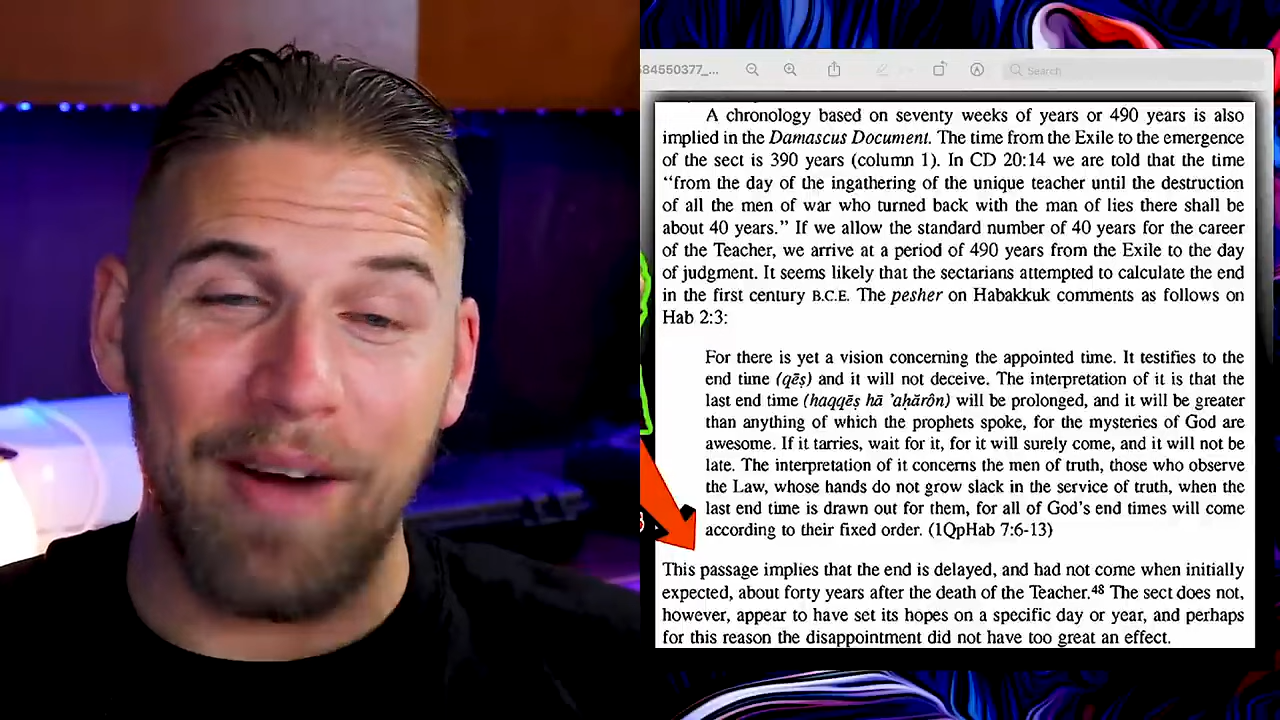 584550377_...
Search
A chronology based on seventy weeks of years or 490 years is also
implied in the Damascus Document. The time from the Exile to the emergence
of the sect is 390 years (column 1). In CD 20:14 we are told that the time
“from the day of the ingathering of the unique teacher until the destruction
of all the men of war who turned back with the man of lies there shall be
about 40 years.” If we allow the standard number of 40 years for the career
of the Teacher, we arrive at a period of 490 years from the Exile to the day
of judgment. It seems likely that the sectarians attempted to calculate the end
in the first century B.C.E. The pesher on Habakkuk comments as follows on
Hab 2:3:
For there is yet a vision concerning the appointed time. It testifies to the
end time (qēṣ) and it will not deceive. The interpretation of it is that the
last end time (haqqēṣ hā ’aḥărôn) will be prolonged, and it will be greater
than anything of which the prophets spoke, for the mysteries of God are
awesome. If it tarries, wait for it, for it will surely come, and it will not be
late. The interpretation of it concerns the men of truth, those who observe
the Law, whose hands do not grow slack in the service of truth, when the
last end time is drawn out for them, for all of God’s end times will come
according to their fixed order. (1QpHab 7:6-13)
This passage implies that the end is delayed, and had not come when initially
expected, about forty years after the death of the Teacher.48 The sect does not,
however, appear to have set its hopes on a specific day or year, and perhaps
for this reason the disappointment did not have too great an effect.